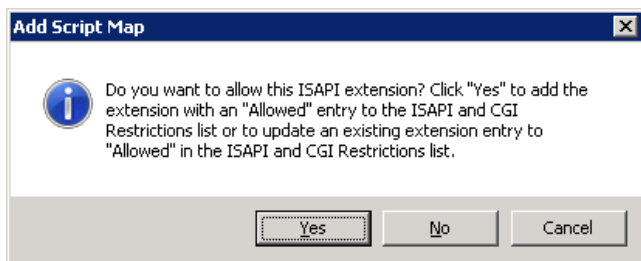 Add Script Map
Do you want to allow this ISAPI extension? Click "Yes" to add the
extension with an "Allowed" entry to the ISAPI and CGI
Restrictions list or to update an existing extension entry to
"Allowed" in the ISAPI and CGI Restrictions list.
Yes
No
Cancel